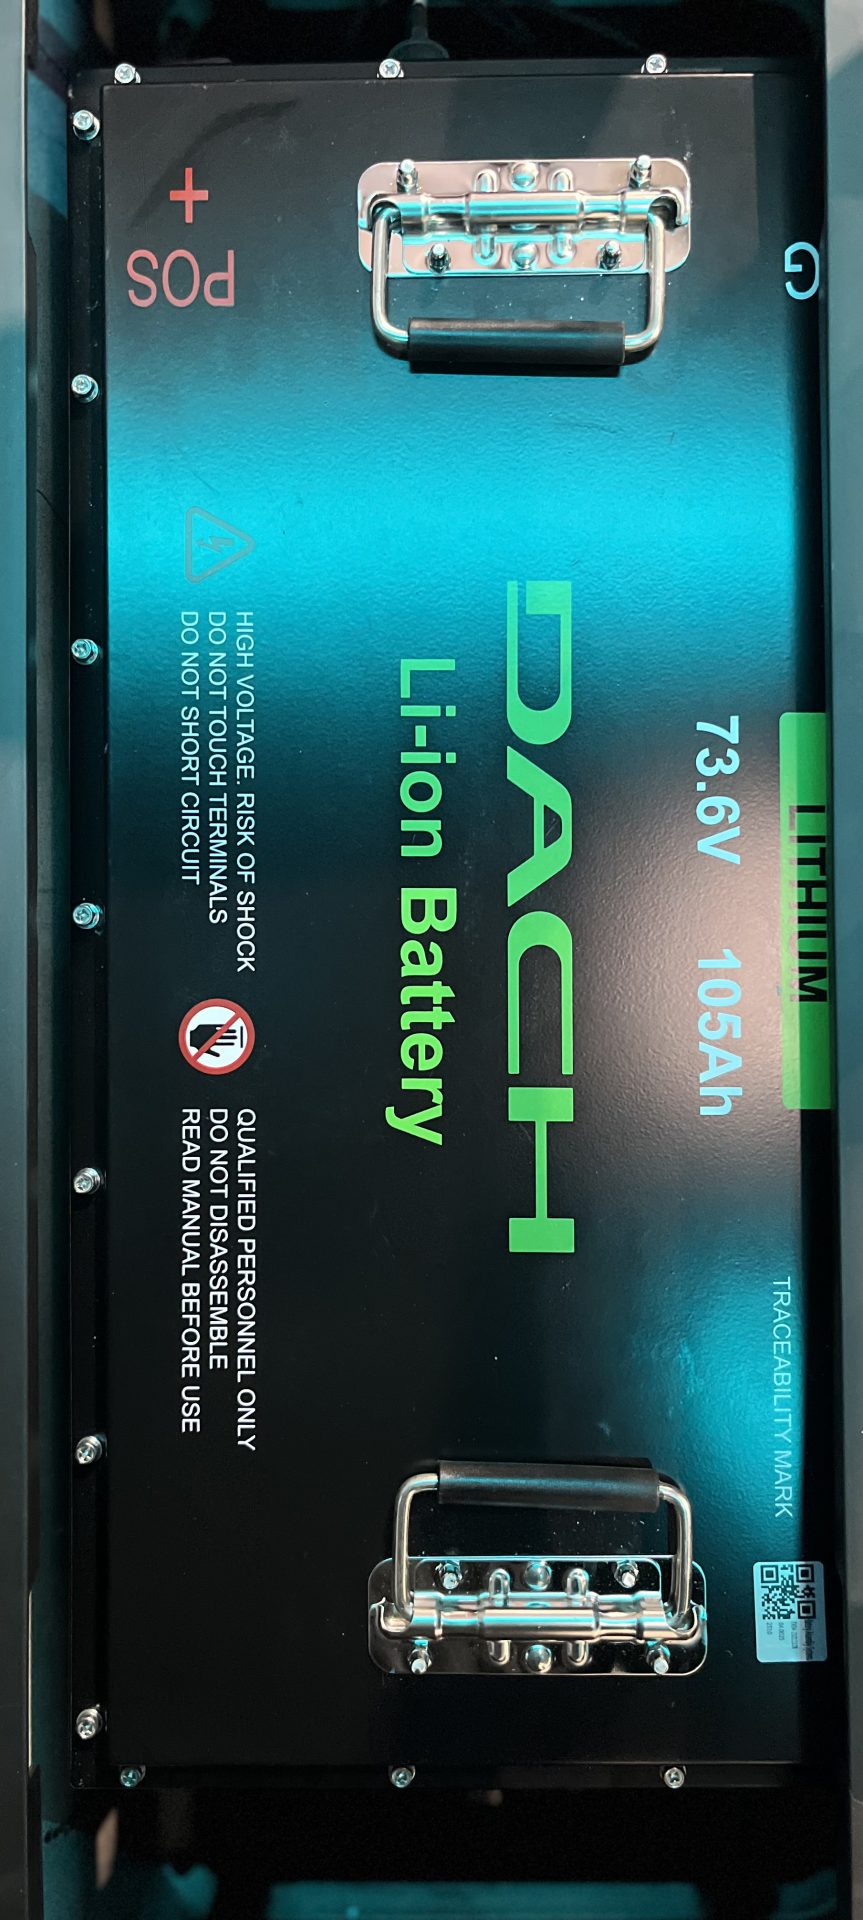 LITHIUM
73.6V 105Ah
DACH
Li-ion Battery
TRACEABILITY MARK
+
POS
G
HIGH VOLTAGE. RISK OF SHOCK
DO NOT TOUCH TERMINALS
DO NOT SHORT CIRCUIT
QUALIFIED PERSONNEL ONLY
DO NOT DISASSEMBLE
READ MANUAL BEFORE USE